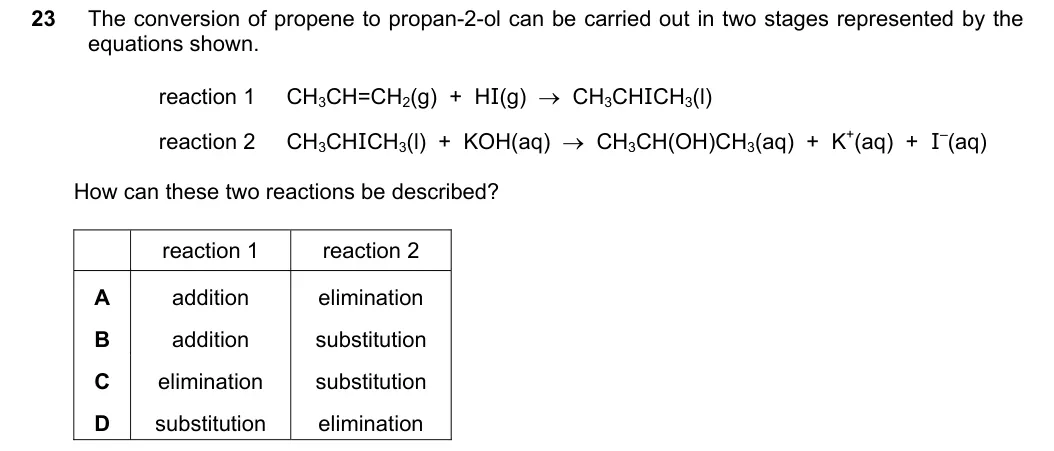 23 The conversion of propene to propan-2-ol can be carried out in two stages represented by the
equations shown.
reaction 1 CH₃CH=CH₂(g) + HI(g) → CH₃CHICH₃(l)
reaction 2 CH₃CHICH₃(l) + KOH(aq) → CH₃CH(OH)CH₃(aq) + K⁺(aq) + I⁻(aq)
How can these two reactions be described?
reaction 1 reaction 2
A addition elimination
B addition substitution
C elimination substitution
D substitution elimination